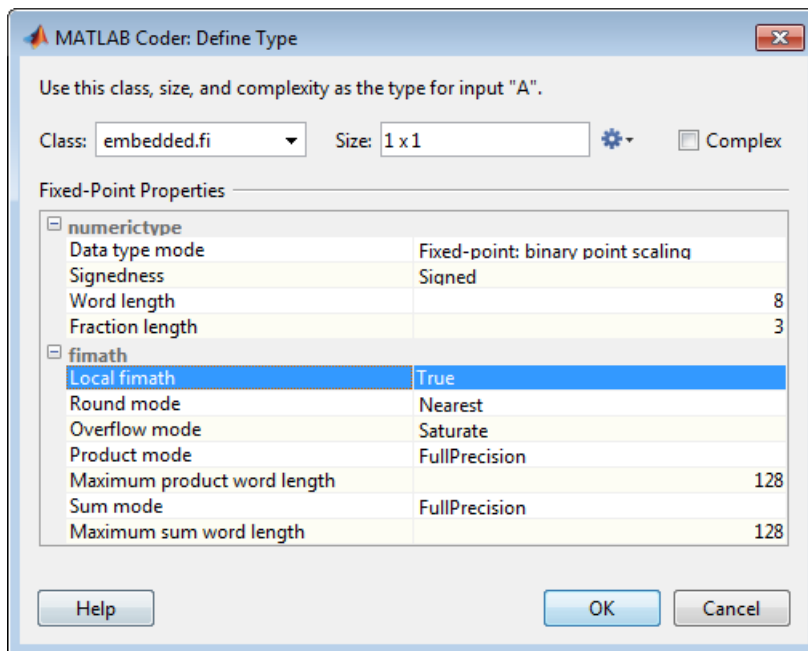 MATLAB Coder: Define Type
Use this class, size, and complexity as the type for input "A".
Class: embedded.fi Size: 1 x 1 Complex
Fixed-Point Properties
numerictype
Data type mode Fixed-point: binary point scaling
Signedness Signed
Word length 8
Fraction length 3
fimath
Local fimath True
Round mode Nearest
Overflow mode Saturate
Product mode FullPrecision
Maximum product word length 128
Sum mode FullPrecision
Maximum sum word length 128
Help OK Cancel